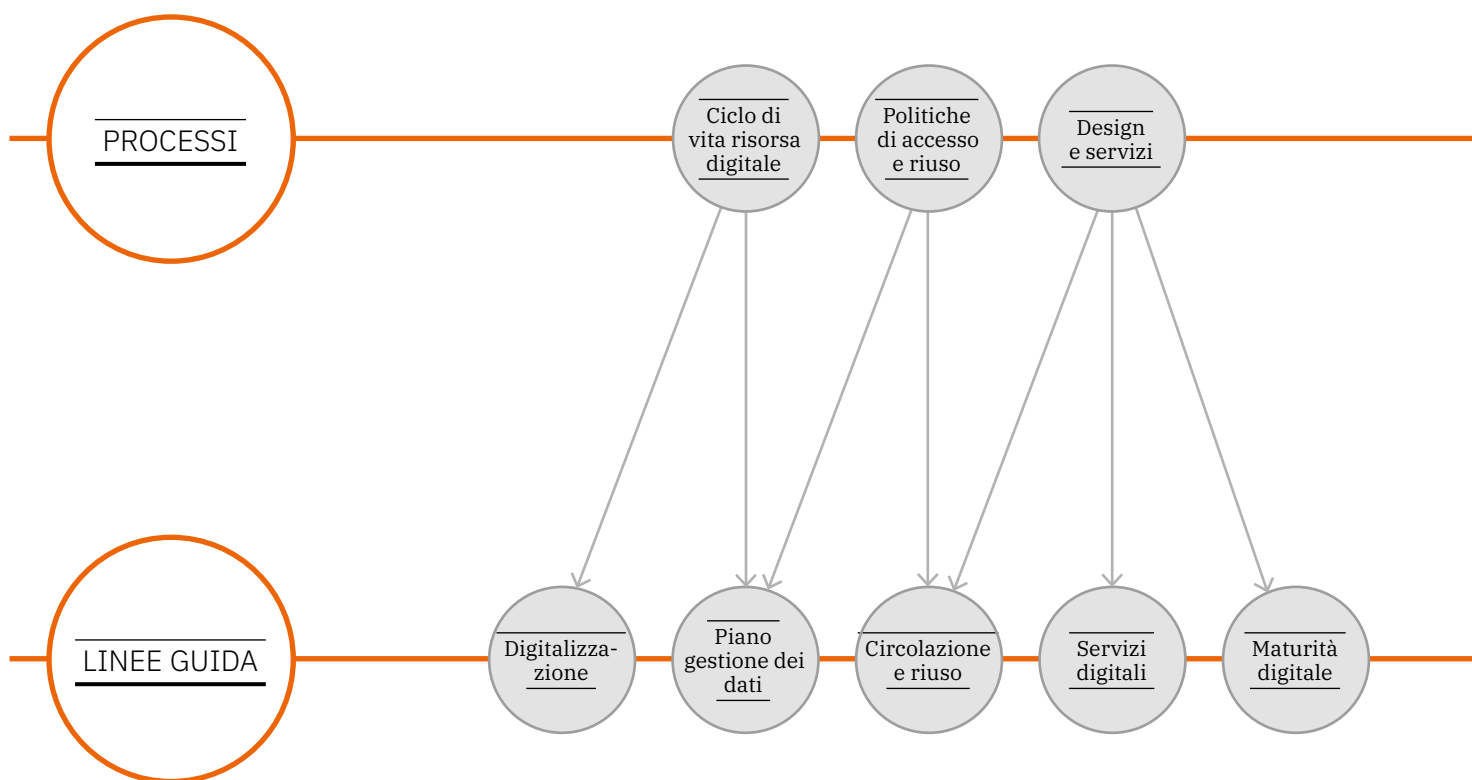 PROCESSI
Ciclo di
vita risorsa
digitale
Politiche
di accesso
e riuso
Design
e servizi
LINEE GUIDA
Digitalizza-
zione
Piano
gestione dei
dati
Circolazione
e riuso
Servizi
digitali
Maturità
digitale